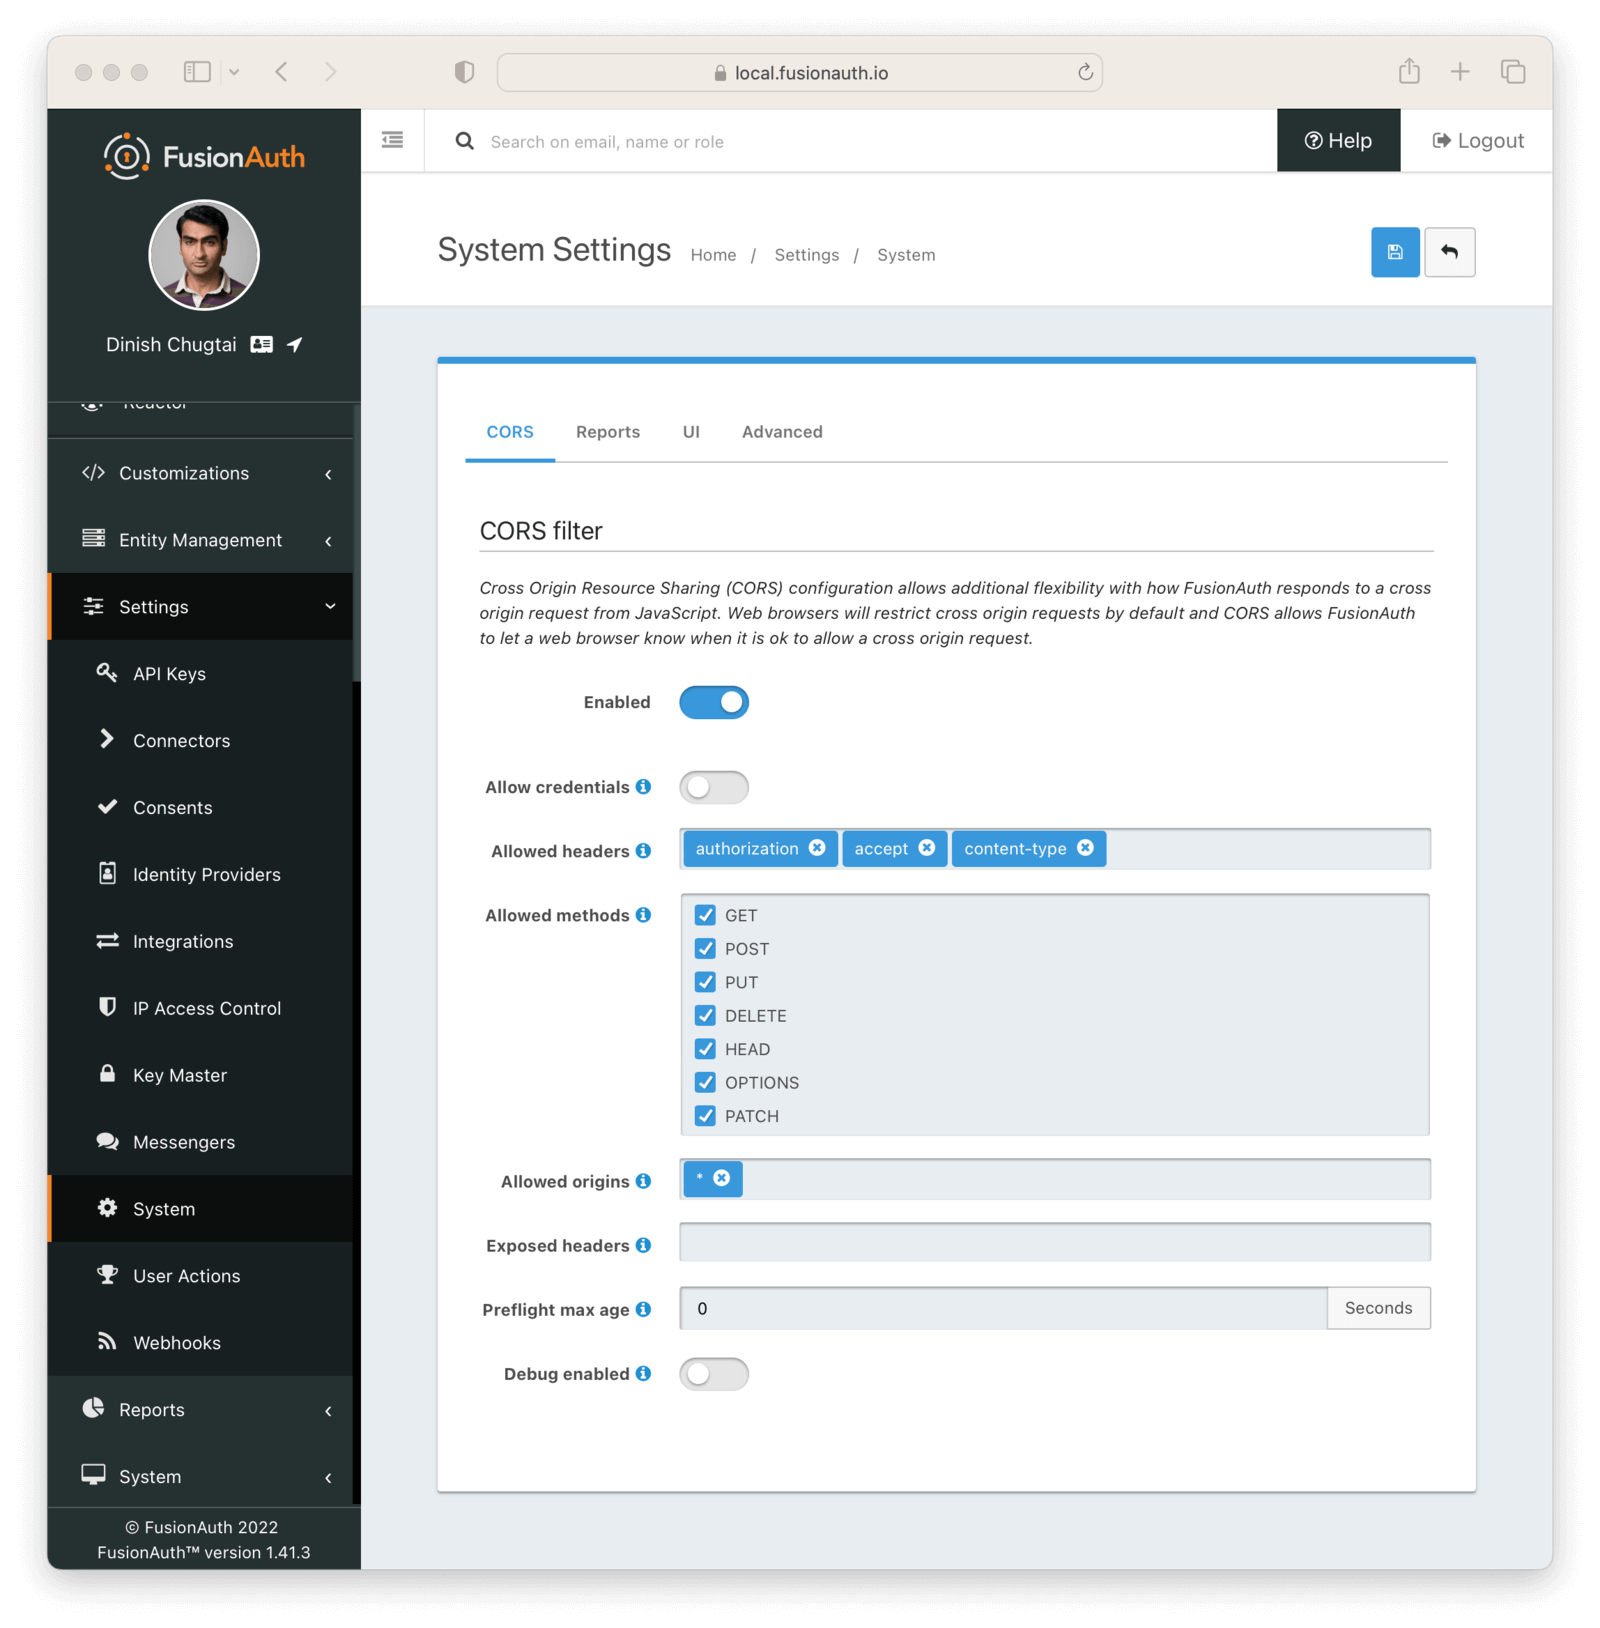 local.fusionauth.io
FusionAuth
Search on email, name or role
Help
Logout
System Settings
Home / Settings / System
Dinish Chugtai
Reactor
Customizations
Entity Management
Settings
API Keys
Connectors
Consents
Identity Providers
Integrations
IP Access Control
Key Master
Messengers
System
User Actions
Webhooks
Reports
System
© FusionAuth 2022
FusionAuth™ version 1.41.3
CORS
Reports
UI
Advanced
CORS filter
Cross Origin Resource Sharing (CORS) configuration allows additional flexibility with how FusionAuth responds to a cross
origin request from JavaScript. Web browsers will restrict cross origin requests by default and CORS allows FusionAuth
to let a web browser know when it is ok to allow a cross origin request.
Enabled
Allow credentials
Allowed headers
authorization
accept
content-type
Allowed methods
GET
POST
PUT
DELETE
HEAD
OPTIONS
PATCH
Allowed origins
*
Exposed headers
Preflight max age
0
Seconds
Debug enabled